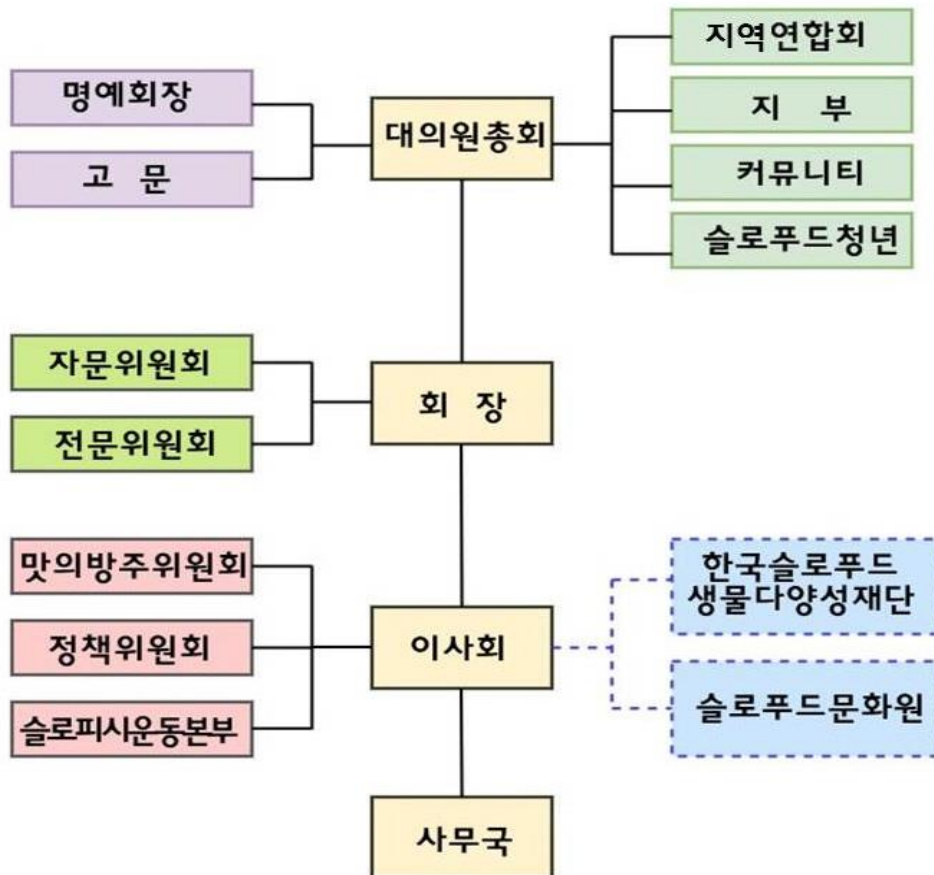 명예회장
고 문
대의원총회
지역연합회
지 부
커뮤니티
슬로푸드청년
자문위원회
전문위원회
회 장
맛의방주위원회
정책위원회
슬로피시운동본부
이사회
한국슬로푸드
생물다양성재단
슬로푸드문화원
사무국